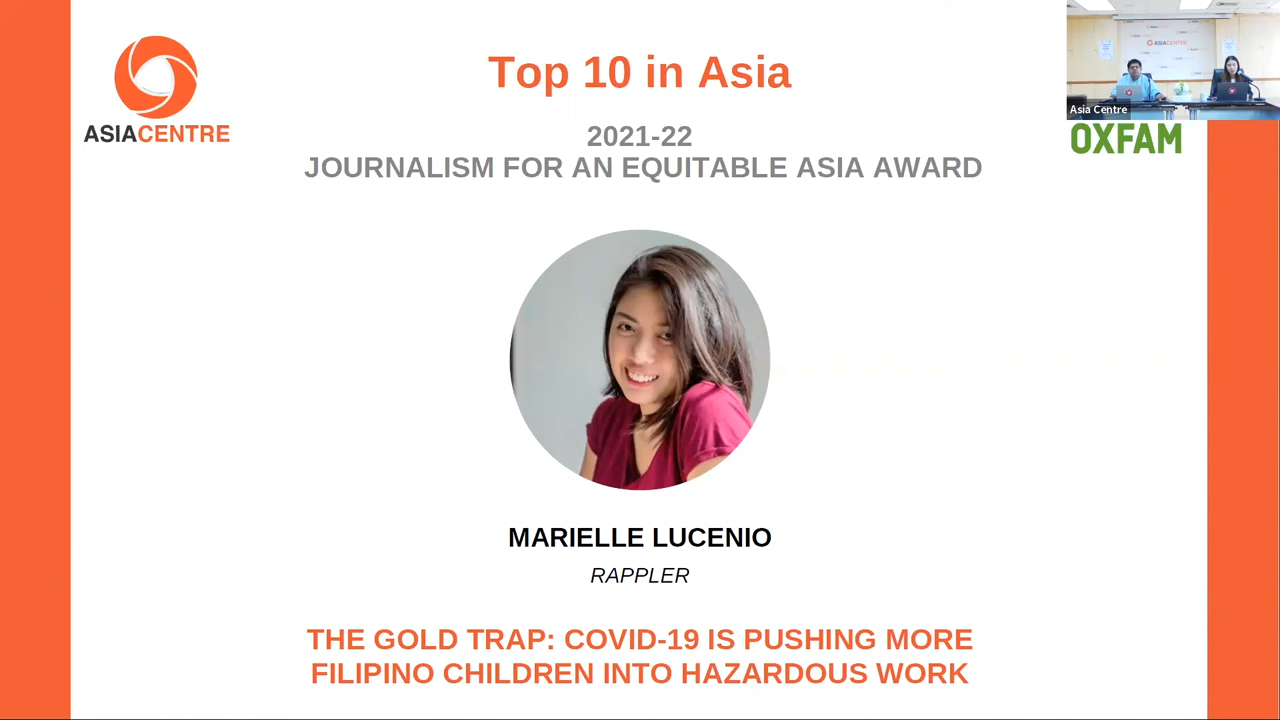 ASIACENTRE
Top 10 in Asia
2021-22
JOURNALISM FOR AN EQUITABLE ASIA AWARD
ASIACENTRE
Asia Centre
OXFAM
MARIELLE LUCENIO
RAPPLER
THE GOLD TRAP: COVID-19 IS PUSHING MORE
FILIPINO CHILDREN INTO HAZARDOUS WORK